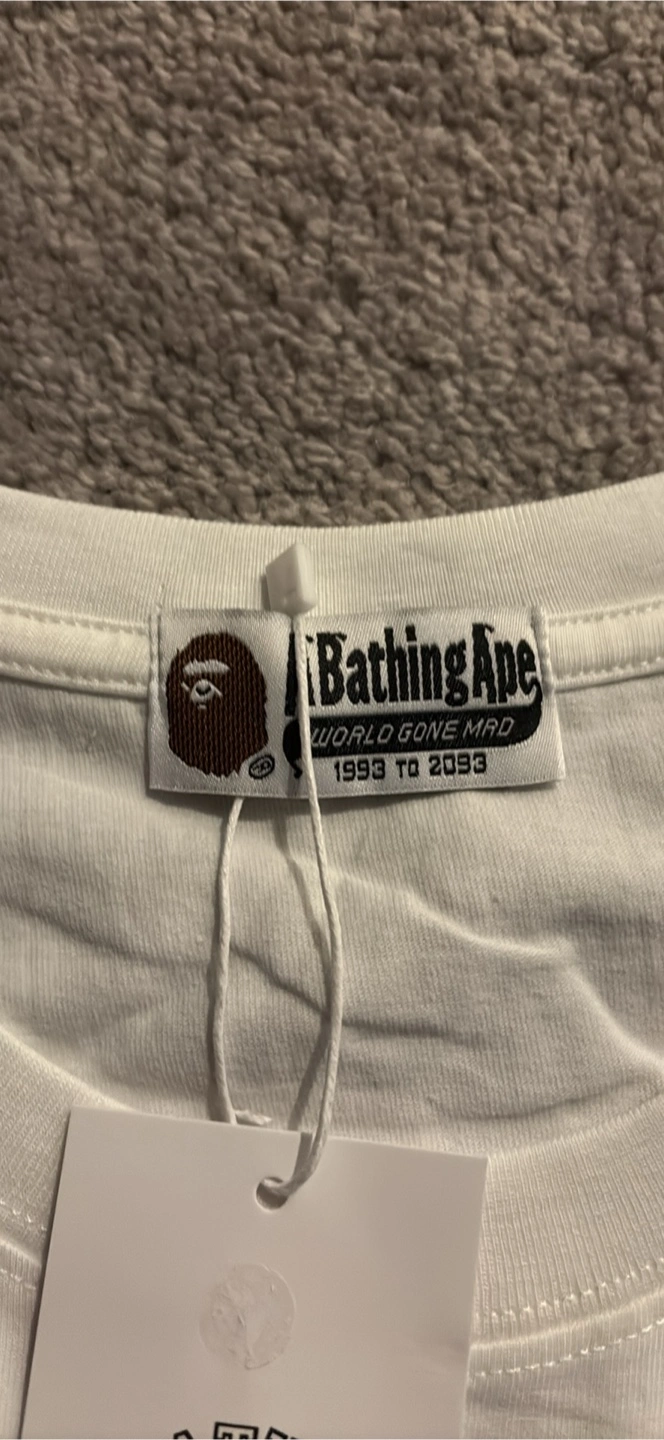 A Bathing Ape
WORLD GONE MAD
1993 TO 2093